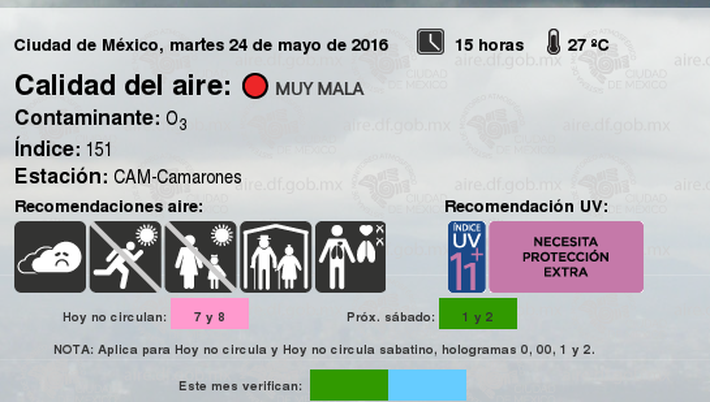 Ciudad de México, martes 24 de mayo de 2016 15 horas 27 ºC
Calidad del aire: MUY MALA
Contaminante: O3
Índice: 151
Estación: CAM-Camarones
Recomendaciones aire: Recomendación UV:
ÍNDICE
UV
11+
NECESITA
PROTECCIÓN
EXTRA
Hoy no circulan: 7 y 8 Próx. sábado: 1 y 2
NOTA: Aplica para Hoy no circula y Hoy no circula sabatino, hologramas 0, 00, 1 y 2.
Este mes verifican:
aire.df.gob.mx
CIUDAD
DE MÉXICO